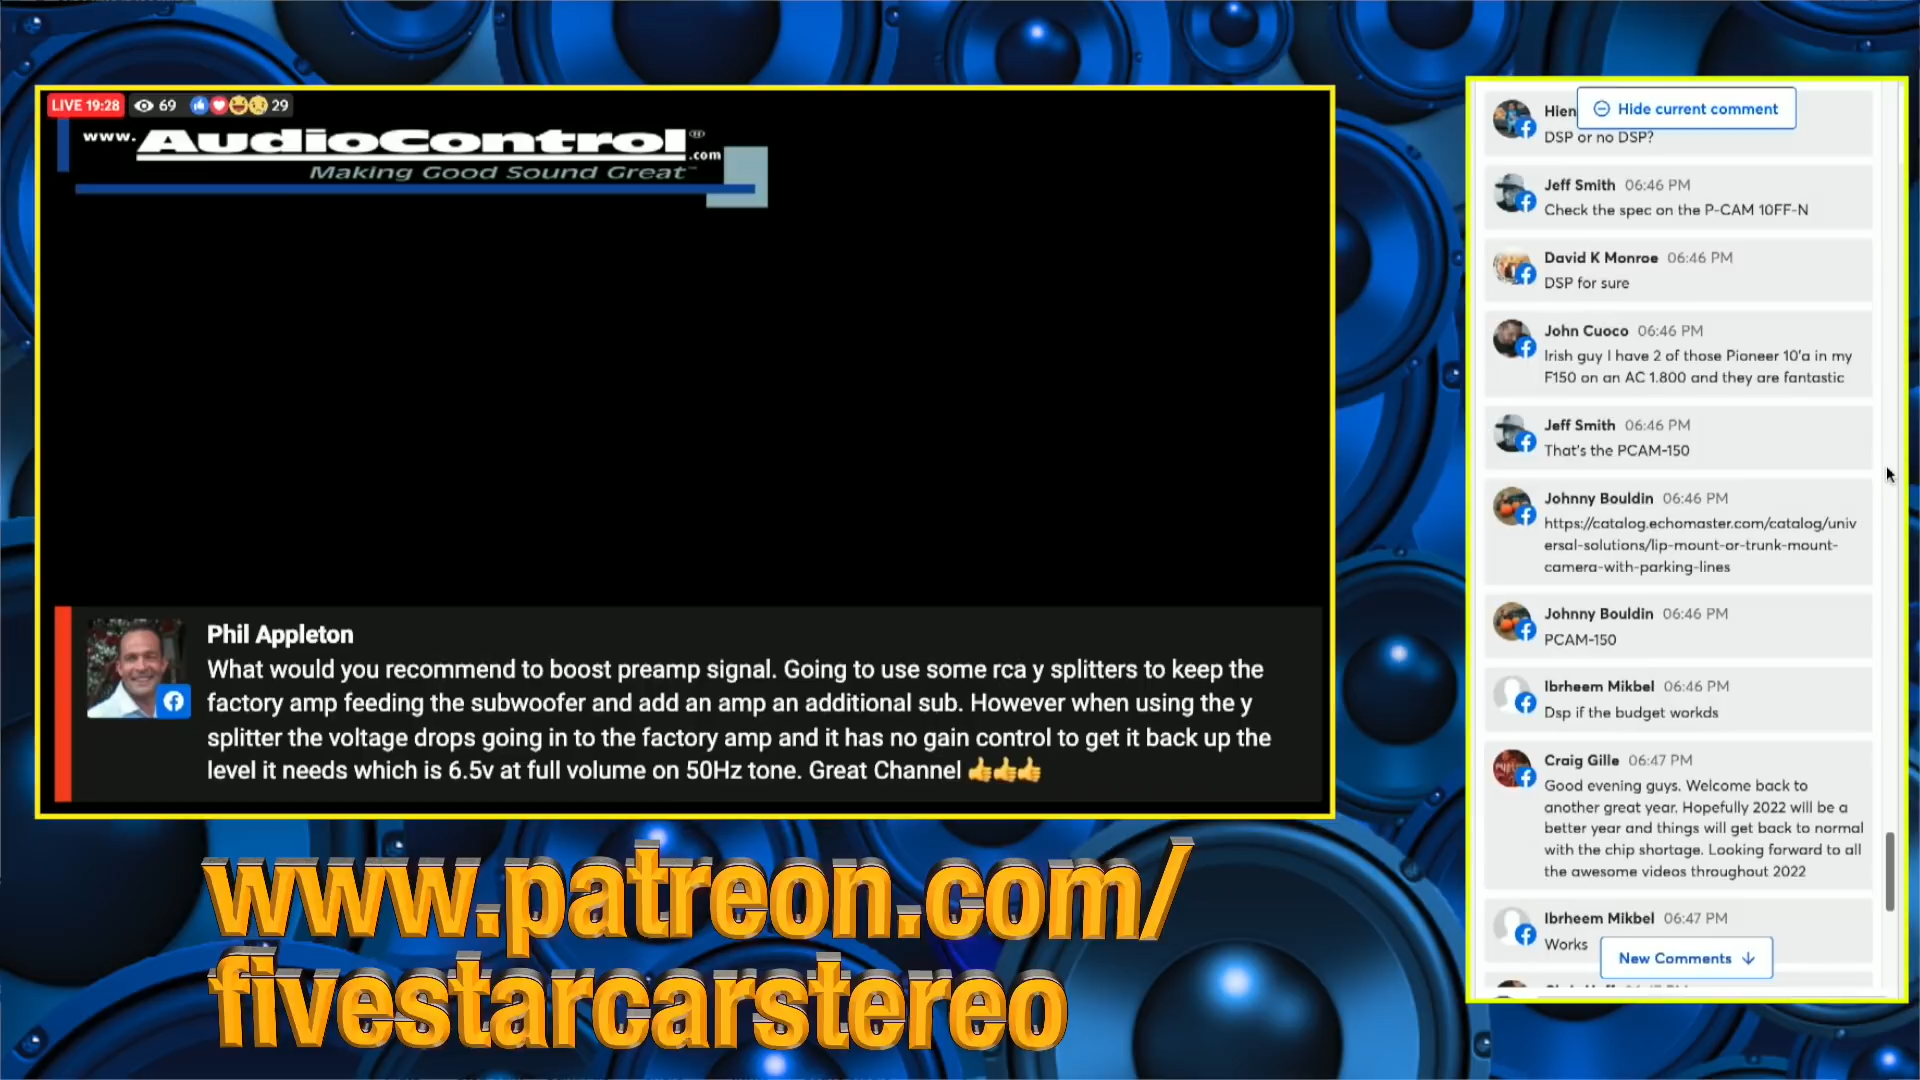 LIVE 19:28 69 29
www.AudioControl®.com
Making Good Sound Great™
Phil Appleton
What would you recommend to boost preamp signal. Going to use some rca y splitters to keep the
factory amp feeding the subwoofer and add an amp an additional sub. However when using the y
splitter the voltage drops going in to the factory amp and it has no gain control to get it back up the
level it needs which is 6.5v at full volume on 50Hz tone. Great Channel 👍👍👍
www.patreon.com/
fivestarcarstereo
Hien
Hide current comment
DSP or no DSP?
Jeff Smith 06:46 PM
Check the spec on the P-CAM 10FF-N
David K Monroe 06:46 PM
DSP for sure
John Cuoco 06:46 PM
Irish guy I have 2 of those Pioneer 10'a in my
F150 on an AC 1.800 and they are fantastic
Jeff Smith 06:46 PM
That's the PCAM-150
Johnny Bouldin 06:46 PM
https://catalog.echomaster.com/catalog/univ
ersal-solutions/lip-mount-or-trunk-mount-
camera-with-parking-lines
Johnny Bouldin 06:46 PM
PCAM-150
Ibrheem Mikbel 06:46 PM
Dsp if the budget workds
Craig Gille 06:47 PM
Good evening guys. Welcome back to
another great year. Hopefully 2022 will be a
better year and things will get back to normal
with the chip shortage. Looking forward to all
the awesome videos throughout 2022
Ibrheem Mikbel 06:47 PM
Works
New Comments ↓